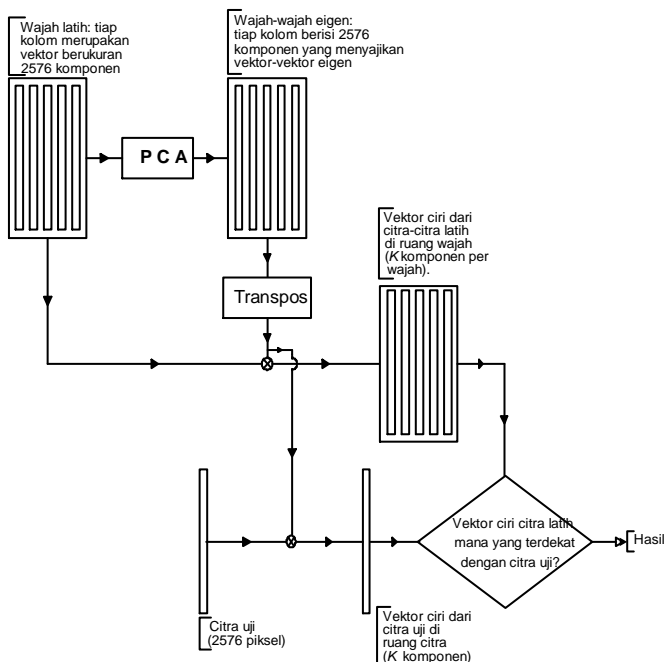 Wajah latih: tiap
kolom merupakan
vektor berukuran
2576 komponen
Wajah-wajah eigen:
tiap kolom berisi 2576
komponen yang menyajikan
vektor-vektor eigen
P C A
Transpos
Vektor ciri dari
citra-citra latih
di ruang wajah
(K komponen per
wajah).
Vektor ciri citra latih
mana yang terdekat
dengan citra uji?
Hasil
Citra uji
(2576 piksel)
Vektor ciri dari
citra uji di
ruang citra
(K komponen)